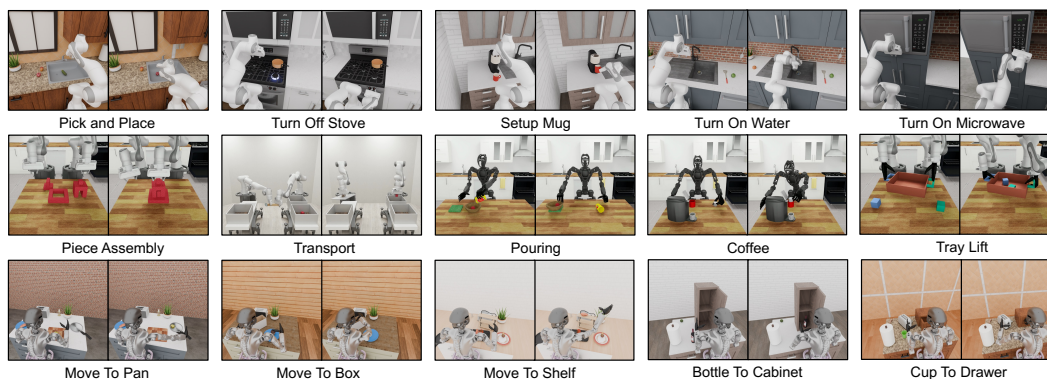 Pick and Place
Turn Off Stove
Setup Mug
Turn On Water
Turn On Microwave
Piece Assembly
Transport
Pouring
Coffee
Tray Lift
Move To Pan
Move To Box
Move To Shelf
Bottle To Cabinet
Cup To Drawer